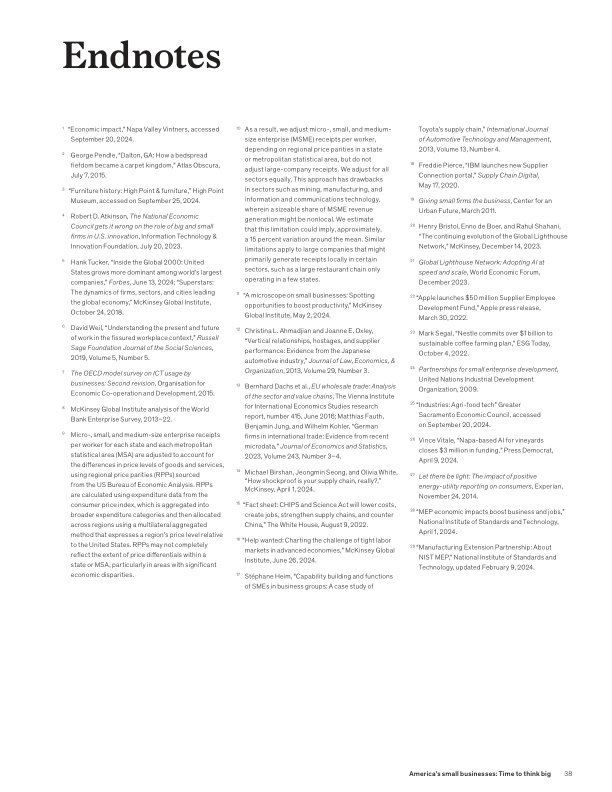 Endnotes
1 “Economic impact,” Napa Valley Vintners, accessed
September 20, 2024.
2 George Pendle, “Dalton, GA: How a bedspread
fiefdom became a carpet kingdom,” Atlas Obscura,
July 7, 2015.
3 “Furniture history: High Point & furniture,” High Point
Museum, accessed on September 25, 2024.
4 Robert D. Atkinson, The National Economic
Council gets it wrong on the role of big and small
firms in U.S. innovation, Information Technology &
Innovation Foundation, July 20, 2023.
5 Hank Tucker, “Inside the Global 2000: United
States grows more dominant among world’s largest
companies,” Forbes, June 13, 2024; “Superstars:
The dynamics of firms, sectors, and cities leading
the global economy,” McKinsey Global Institute,
October 24, 2018.
6 David Weil, “Understanding the present and future
of work in the fissured workplace context,” Russell
Sage Foundation Journal of the Social Sciences,
2019, Volume 5, Number 5.
7 The OECD model survey on ICT usage by
businesses: Second revision, Organisation for
Economic Co-operation and Development, 2015.
8 McKinsey Global Institute analysis of the World
Bank Enterprise Survey, 2013–22.
9 Micro-, small, and medium-size enterprise receipts
per worker for each state and each metropolitan
statistical area (MSA) are adjusted to account for
the differences in price levels of goods and services,
using regional price parities (RPPs) sourced
from the US Bureau of Economic Analysis. RPPs
are calculated using expenditure data from the
consumer price index, which is aggregated into
broader expenditure categories and then allocated
across regions using a multilateral aggregated
method that expresses a region’s price level relative
to the United States. RPPs may not completely
reflect the extent of price differentials within a
state or MSA, particularly in areas with significant
economic disparities.
10 As a result, we adjust micro-, small, and medium-
size enterprise (MSME) receipts per worker,
depending on regional price parities in a state
or metropolitan statistical area, but do not
adjust large-company receipts. We adjust for all
sectors equally. This approach has drawbacks
in sectors such as mining, manufacturing, and
information and communications technology,
wherein a sizeable share of MSME revenue
generation might be nonlocal. We estimate
that this limitation could imply, approximately,
a 15 percent variation around the mean. Similar
limitations apply to large companies that might
primarily generate receipts locally in certain
sectors, such as a large restaurant chain only
operating in a few states.
11 “A microscope on small businesses: Spotting
opportunities to boost productivity,” McKinsey Global
Institute, May 2, 2024.
12 Christina L. Ahmadjian and Joanne E. Oxley,
“Vertical relationships, hostages, and supplier
performance: Evidence from the Japanese
automotive industry,” Journal of Law, Economics, &
Organization, 2013, Volume 29, Number 3.
13 Bernhard Dachs et al., EU wholesale trade: Analysis
of the sector and value chains, The Vienna Institute
for International Economics Studies research
report, number 415, June 2016; Matthias Fauth,
Benjamin Jung, and Wilhelm Kohler, “German
firms in international trade: Evidence from recent
microdata,” Journal of Economics and Statistics,
2023, Volume 243, Number 3–4.
14 Michael Birshan, Jeongmin Seong, and Olivia White,
“How shockproof is your supply chain, really?,”
McKinsey, April 1, 2024.
15 “Fact sheet: CHIPS and Science Act will lower costs,
create jobs, strengthen supply chains, and counter
China,” The White House, August 9, 2022.
16 “Help wanted: Charting the challenge of tight labor
markets in advanced economies,” McKinsey Global
Institute, June 26, 2024.
17 Stéphane Heim, “Capability building and functions
of SMEs in business groups: A case study of
Toyota’s supply chain,” International Journal
of Automotive Technology and Management,
2013, Volume 13, Number 4.
18 Freddie Pierce, “IBM launches new Supplier
Connection portal,” Supply Chain Digital,
May 17, 2020.
19 Giving small firms the business, Center for an
Urban Future, March 2011.
20 Henry Bristol, Enno de Boer, and Rahul Shahani,
“The continuing evolution of the Global Lighthouse
Network,” McKinsey, December 14, 2023.
21 Global Lighthouse Network: Adopting AI at
speed and scale, World Economic Forum,
December 2023.
22 “Apple launches $50 million Supplier Employee
Development Fund,” Apple press release,
March 30, 2022.
23 Mark Segal, “Nestle commits over $1 billion to
sustainable coffee farming plan,” ESG Today,
October 4, 2022.
24 Partnerships for small enterprise development,
United Nations Industrial Development
Organization, 2009.
25 “Industries: Agri-food tech” Greater
Sacramento Economic Council, accessed
on September 20, 2024.
26 Vince Vitale, “Napa-based AI for vineyards
closes $3 million in funding,” Press Democrat,
April 9, 2024.
27 Let there be light: The impact of positive
energy-utility reporting on consumers, Experian,
November 24, 2014.
28 “MEP economic impacts boost business and jobs,”
National Institute of Standards and Technology,
April 1, 2024.
29 “Manufacturing Extension Partnership: About
NIST MEP,” National Institute of Standards and
Technology, updated February 9, 2024.
America’s small businesses: Time to think big 38